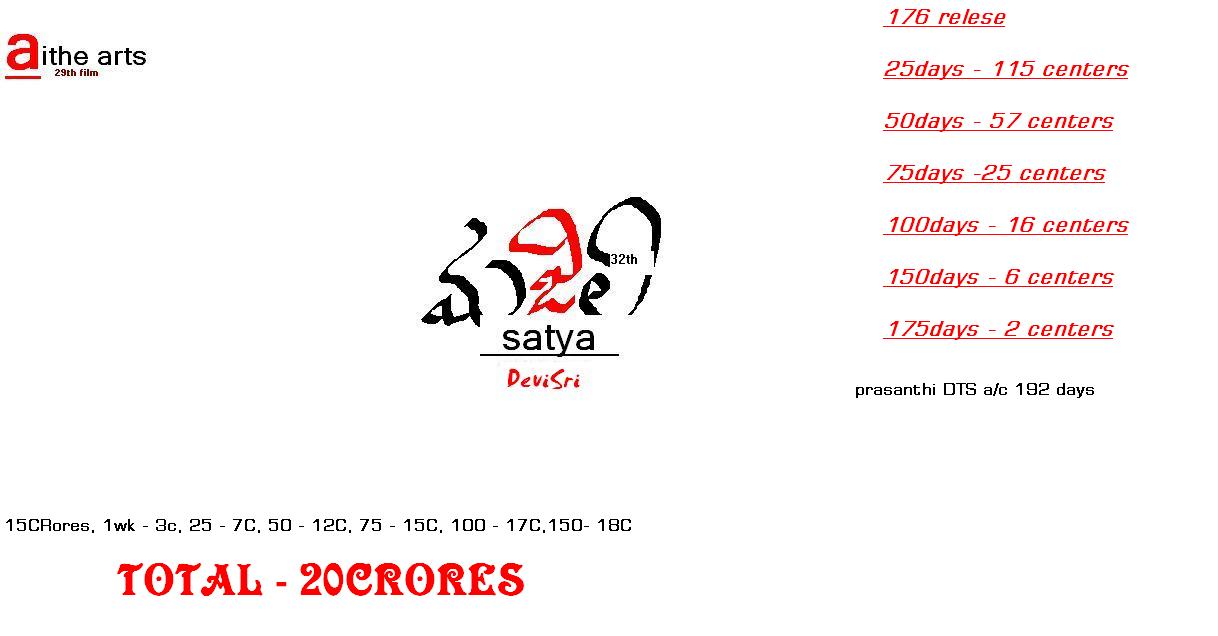 aithe arts
29th film
176 relese
25days - 115 centers
50days - 57 centers
75days -25 centers
100days - 16 centers
150days - 6 centers
175days - 2 centers
prasanthi DTS a/c 192 days
32th
satya
DeviSri
15CRores, 1wk - 3c, 25 - 7C, 50 - 12C, 75 - 15C, 100 - 17C,150- 18C
TOTAL - 20CRORES